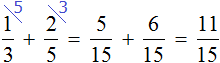 \5 1/3 + \3 2/5 = 5/15 + 6/15 = 11/15